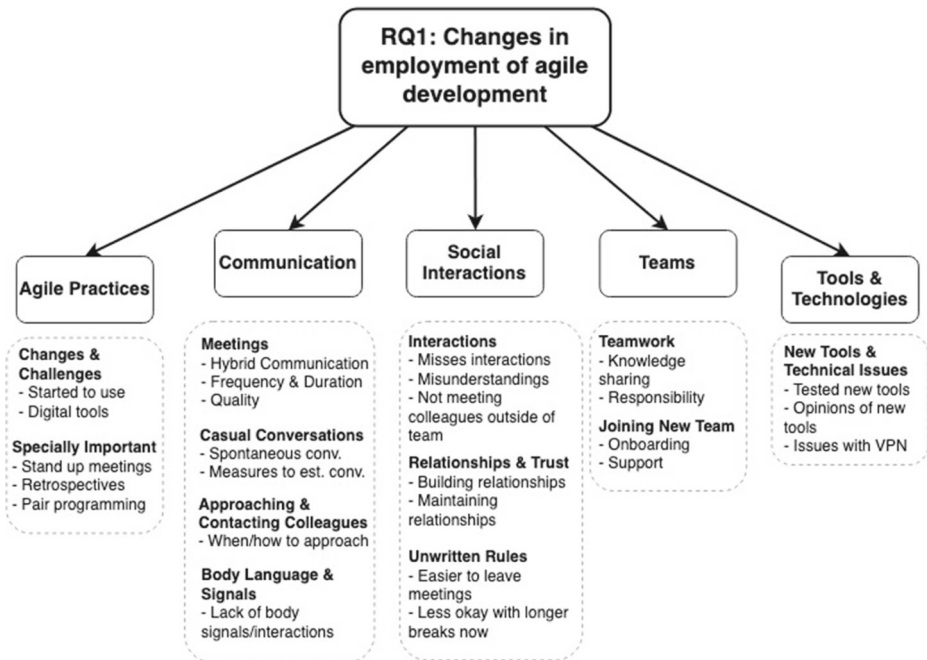 RQ1: Changes in
employment of agile
development
Agile Practices
Changes &
Challenges
- Started to use
- Digital tools
Specially Important
- Stand up meetings
- Retrospectives
- Pair programming
Communication
Meetings
- Hybrid Communication
- Frequency & Duration
- Quality
Casual Conversations
- Spontaneous conv.
- Measures to est. conv.
Approaching &
Contacting Colleagues
- When/how to approach
Body Language &
Signals
- Lack of body
signals/interactions
Social
Interactions
Interactions
- Misses interactions
- Misunderstandings
- Not meeting
colleagues outside of
team
Relationships & Trust
- Building relationships
- Maintaining
relationships
Unwritten Rules
- Easier to leave
meetings
- Less okay with longer
breaks now
Teams
Teamwork
- Knowledge
sharing
- Responsibility
Joining New Team
- Onboarding
- Support
Tools &
Technologies
New Tools &
Technical Issues
- Tested new tools
- Opinions of new
tools
- Issues with VPN